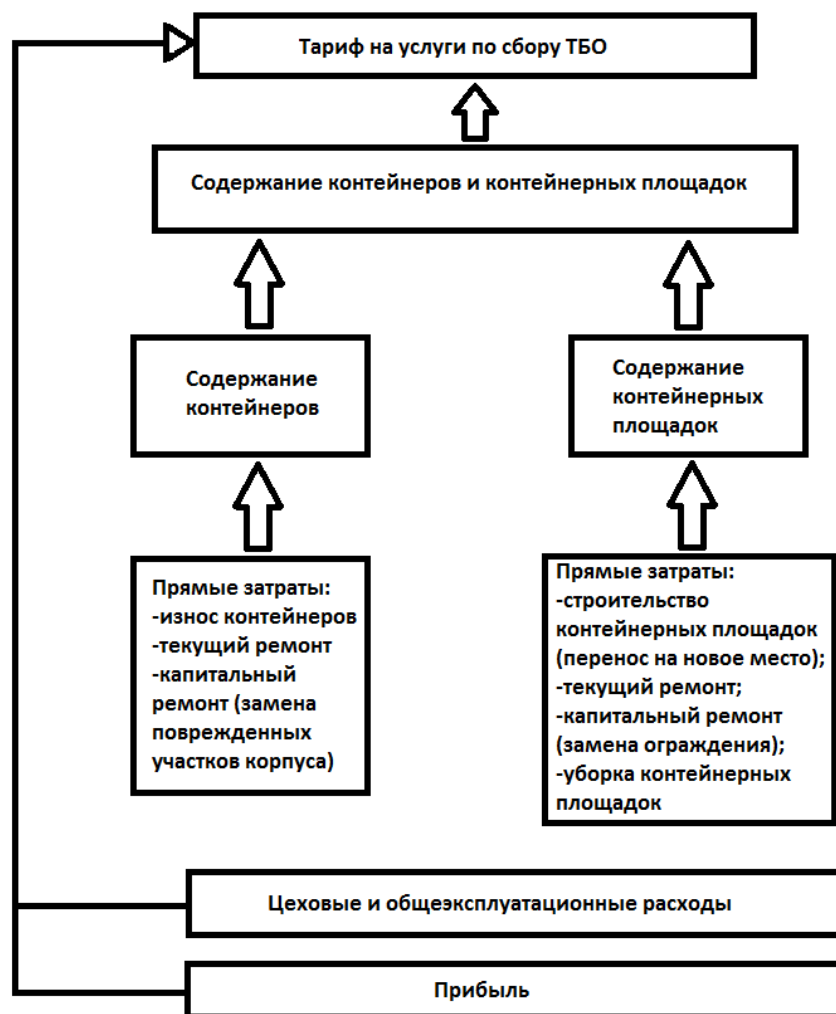 Тариф на услуги по сбору ТБО
Содержание контейнеров и контейнерных площадок
Содержание
контейнеров
Содержание
контейнерных
площадок
Прямые затраты:
-износ контейнеров
-текущий ремонт
-капитальный
ремонт (замена
поврежденных
участков корпуса)
Прямые затраты:
-строительство
контейнерных площадок
(перенос на новое место);
-текущий ремонт;
-капитальный ремонт
(замена ограждения);
-уборка контейнерных
площадок
Цеховые и общеэксплуатационные расходы
Прибыль